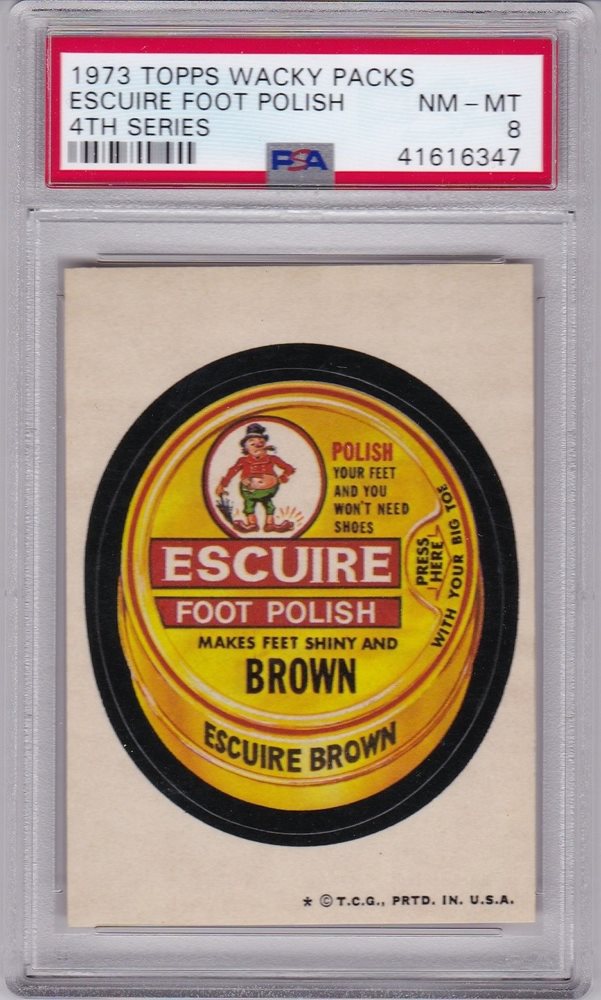 1973 TOPPS WACKY PACKS
ESCUIRE FOOT POLISH NM - MT
4TH SERIES 8
PSA 41616347
POLISH
YOUR FEET
AND YOU
WON'T NEED
SHOES
PRESS
HERE
WITH YOUR BIG TOE
ESCUIRE
FOOT POLISH
MAKES FEET SHINY AND
BROWN
ESCUIRE BROWN
* © T.C.G., PRTD. IN. U.S.A.